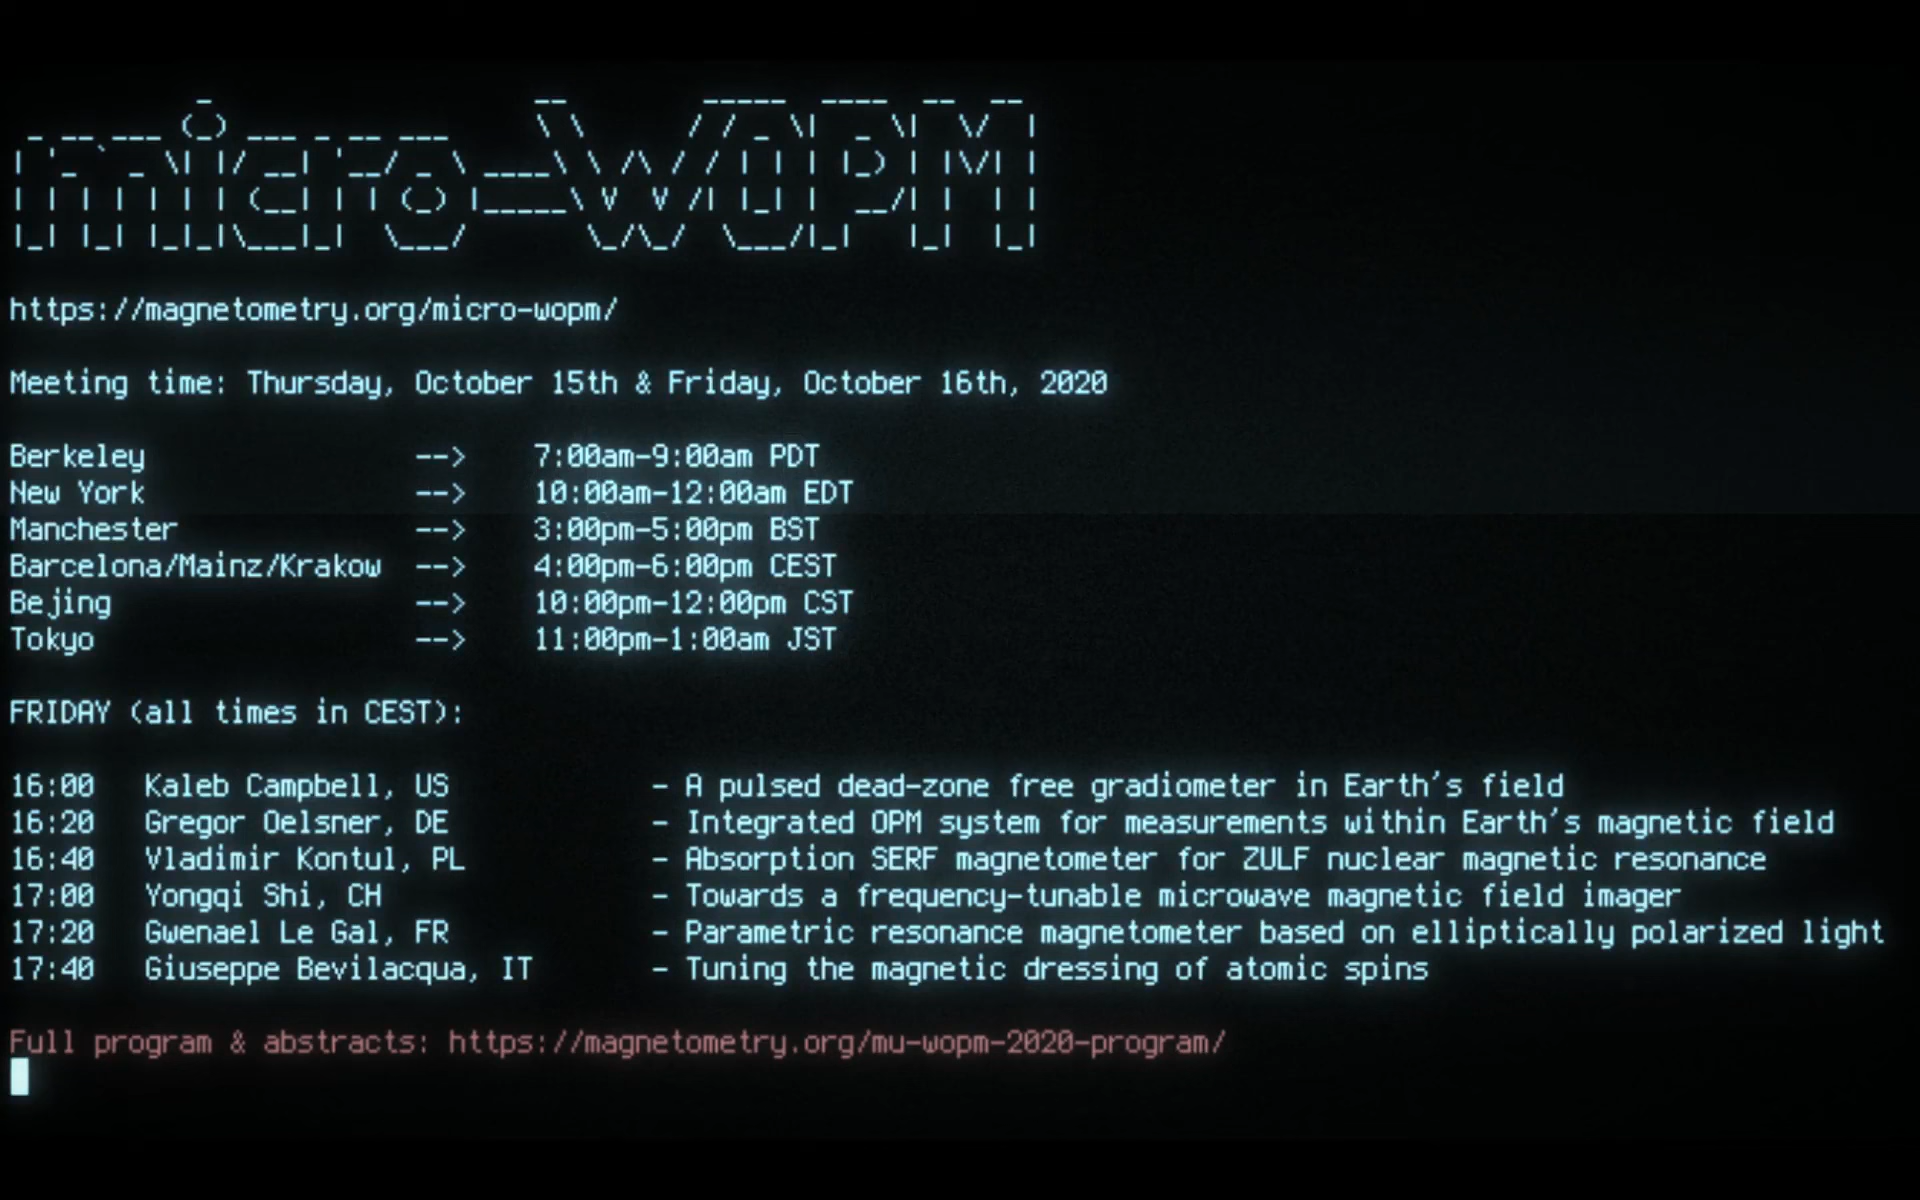 micro-WOPM
https://magnetometry.org/micro-wopm/
Meeting time: Thursday, October 15th & Friday, October 16th, 2020
Berkeley --> 7:00am-9:00am PDT
New York --> 10:00am-12:00am EDT
Manchester --> 3:00pm-5:00pm BST
Barcelona/Mainz/Krakow --> 4:00pm-6:00pm CEST
Bejing --> 10:00pm-12:00pm CST
Tokyo --> 11:00pm-1:00am JST
FRIDAY (all times in CEST):
16:00 Kaleb Campbell, US - A pulsed dead-zone free gradiometer in Earth's field
16:20 Gregor Oelsner, DE - Integrated OPM system for measurements within Earth's magnetic field
16:40 Vladimir Kontul, PL - Absorption SERF magnetometer for ZULF nuclear magnetic resonance
17:00 Yongqi Shi, CH - Towards a frequency-tunable microwave magnetic field imager
17:20 Gwenael Le Gal, FR - Parametric resonance magnetometer based on elliptically polarized light
17:40 Giuseppe Bevilacqua, IT - Tuning the magnetic dressing of atomic spins
Full program & abstracts: https://magnetometry.org/mu-wopm-2020-program/